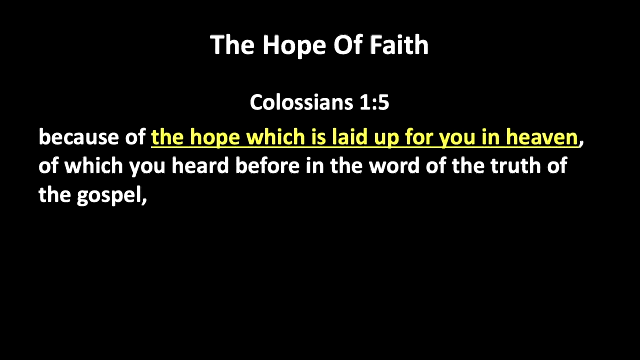 The Hope Of Faith
Colossians 1:5
because of the hope which is laid up for you in heaven,
of which you heard before in the word of the truth of
the gospel,